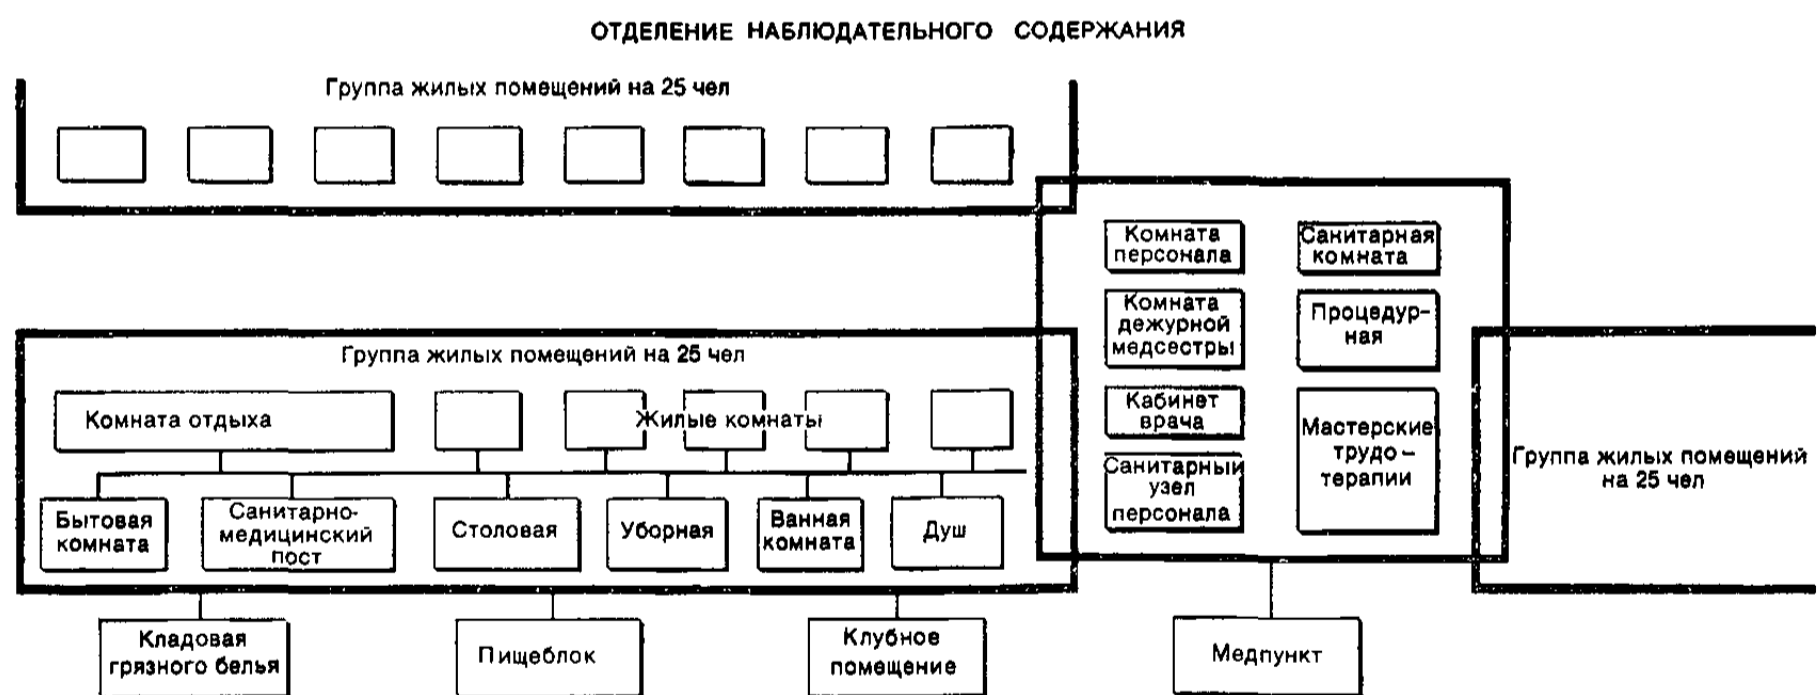 ОТДЕЛЕНИЕ НАБЛЮДАТЕЛЬНОГО СОДЕРЖАНИЯ
Группа жилых помещений на 25 чел
Комната
персонала
Санитарная
комната
Комната
дежурной
медсестры
Процедур-
ная
Кабинет
врача
Мастерские
трудо-
терапии
Санитарный
узел
персонала
Группа жилых помещений на 25 чел
Комната отдыха
Жилые комнаты
Бытовая
комната
Санитарно-
медицинский
пост
Столовая
Уборная
Ванная
комната
Душ
Группа жилых помещений
на 25 чел
Кладовая
грязного белья
Пищеблок
Клубное
помещение
Медпункт